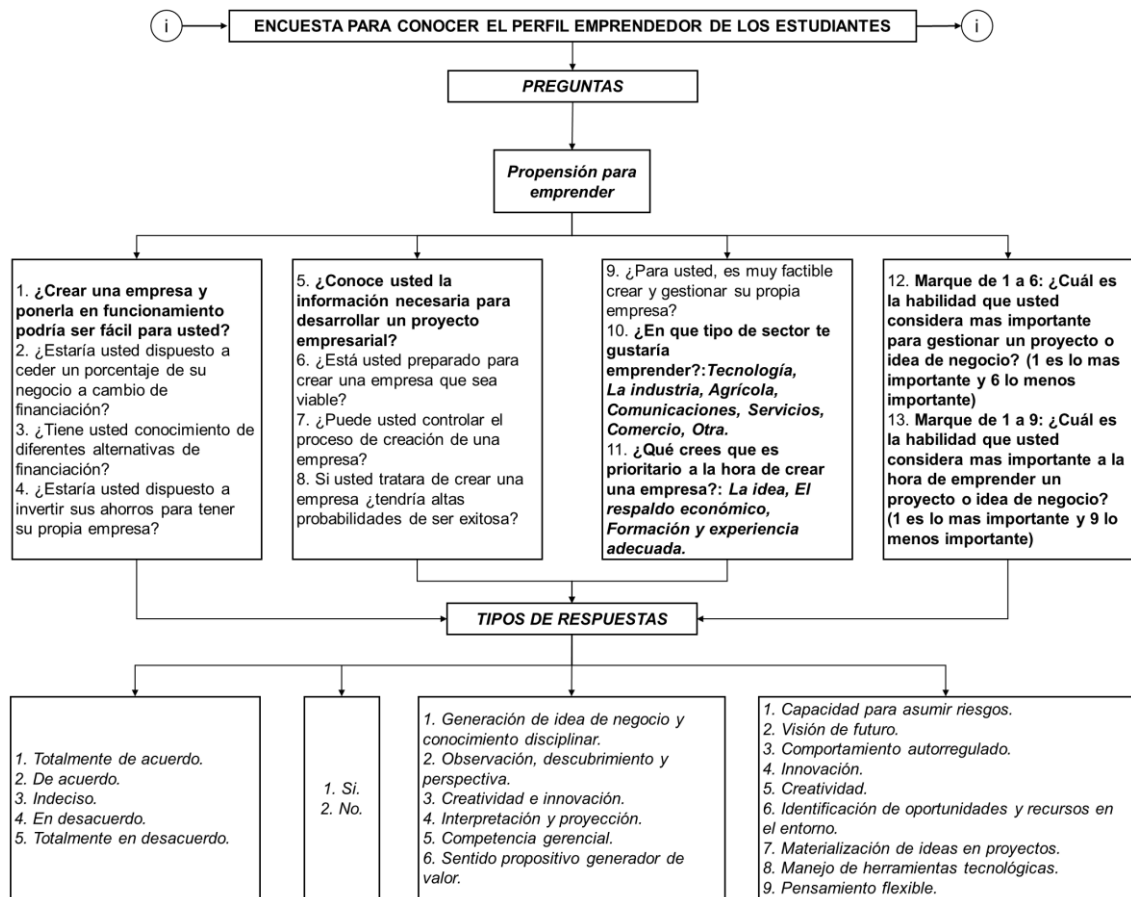 i
ENCUESTA PARA CONOCER EL PERFIL EMPRENDEDOR DE LOS ESTUDIANTES
i
PREGUNTAS
Propensión para
emprender
1. ¿Crear una empresa y
ponerla en funcionamiento
podría ser fácil para usted?
2. ¿Estaría usted dispuesto a
ceder un porcentaje de su
negocio a cambio de
financiación?
3. ¿Tiene usted conocimiento de
diferentes alternativas de
financiación?
4. ¿Estaría usted dispuesto a
invertir sus ahorros para tener
su propia empresa?
5. ¿Conoce usted la
información necesaria para
desarrollar un proyecto
empresarial?
6. ¿Está usted preparado para
crear una empresa que sea
viable?
7. ¿Puede usted controlar el
proceso de creación de una
empresa?
8. Si usted tratara de crear una
empresa ¿tendría altas
probabilidades de ser exitosa?
9. ¿Para usted, es muy factible
crear y gestionar su propia
empresa?
10. ¿En que tipo de sector te
gustaría
emprender?:Tecnología,
La industria, Agrícola,
Comunicaciones, Servicios,
Comercio, Otra.
11. ¿Qué crees que es
prioritario a la hora de crear
una empresa?: La idea, El
respaldo económico,
Formación y experiencia
adecuada.
12. Marque de 1 a 6: ¿Cuál es
la habilidad que usted
considera mas importante
para gestionar un proyecto o
idea de negocio? (1 es lo mas
importante y 6 lo menos
importante)
13. Marque de 1 a 9: ¿Cuál es
la habilidad que usted
considera mas importante a la
hora de emprender un
proyecto o idea de negocio?
(1 es lo mas importante y 9 lo
menos importante)
TIPOS DE RESPUESTAS
1. Totalmente de acuerdo.
2. De acuerdo.
3. Indeciso.
4. En desacuerdo.
5. Totalmente en desacuerdo.
1. Si.
2. No.
1. Generación de idea de negocio y
conocimiento disciplinar.
2. Observación, descubrimiento y
perspectiva.
3. Creatividad e innovación.
4. Interpretación y proyección.
5. Competencia gerencial.
6. Sentido propositivo generador de
valor.
1. Capacidad para asumir riesgos.
2. Visión de futuro.
3. Comportamiento autorregulado.
4. Innovación.
5. Creatividad.
6. Identificación de oportunidades y recursos en
el entorno.
7. Materialización de ideas en proyectos.
8. Manejo de herramientas tecnológicas.
9. Pensamiento flexible.